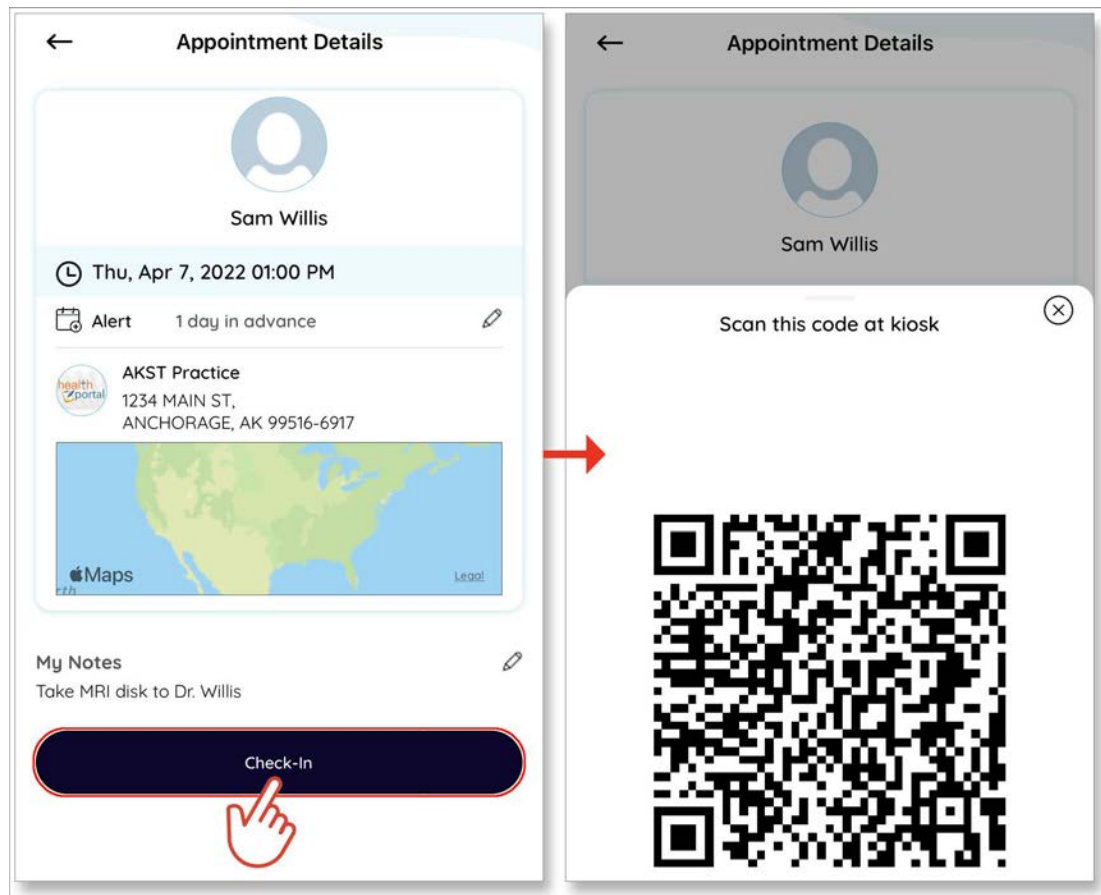 Appointment Details
Sam Willis
Thu, Apr 7, 2022 01:00 PM
Alert 1 day in advance
health
portal
AKST Practice
1234 MAIN ST,
ANCHORAGE, AK 99516-6917
Maps
Legal
rth
My Notes
Take MRI disk to Dr. Willis
Check-In
Appointment Details
Sam Willis
Scan this code at kiosk